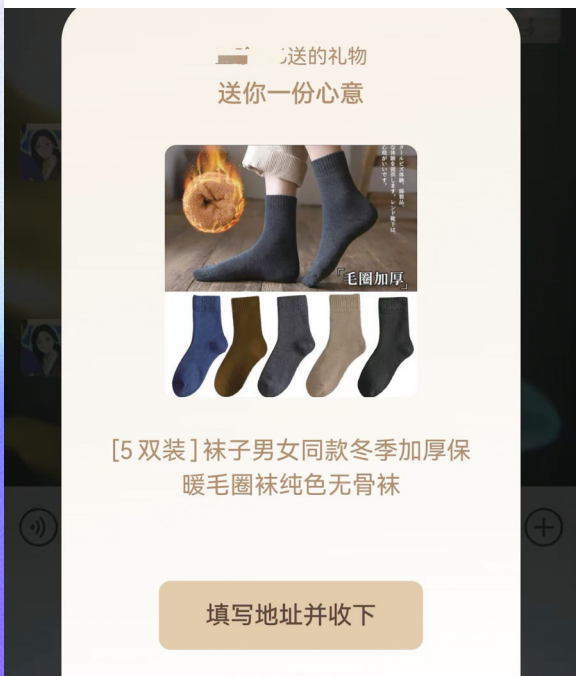 送的礼物
送你一份心意
『毛圈加厚』
[5双装]袜子男女同款冬季加厚保
暖毛圈袜纯色无骨袜
填写地址并收下